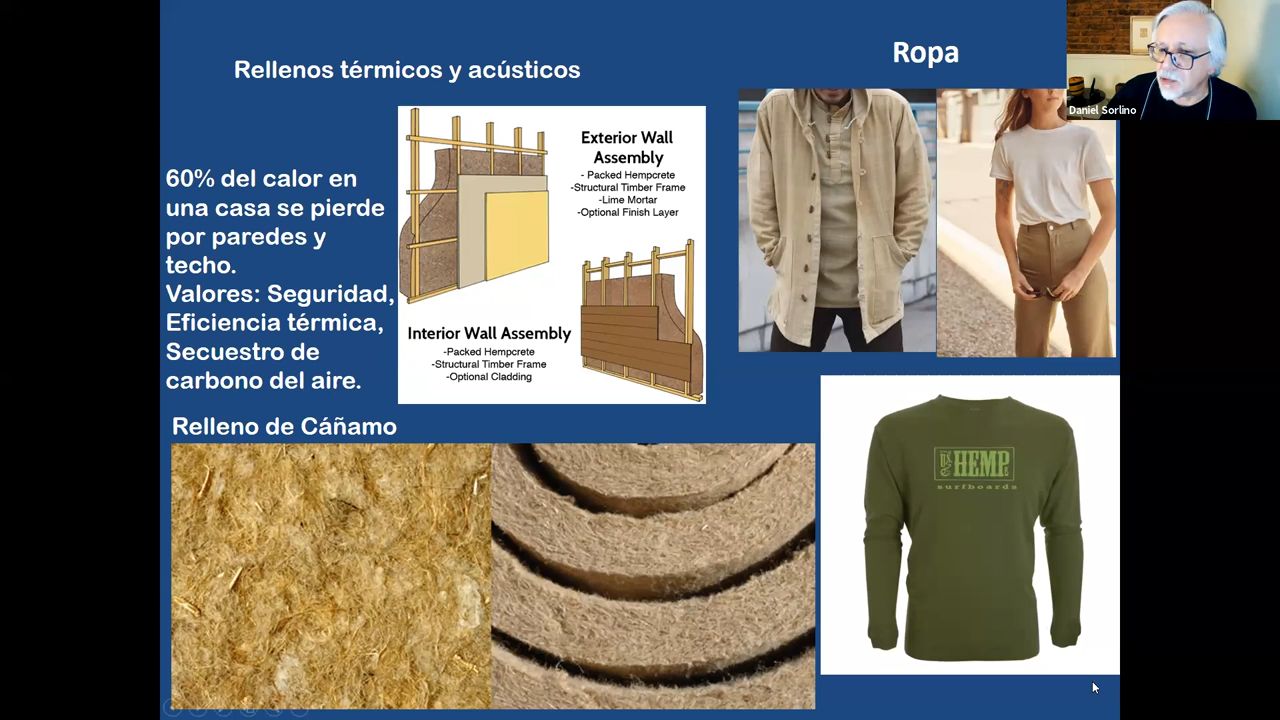 Rellenos térmicos y acústicos
Ropa
Daniel Sorlino
60% del calor en
una casa se pierde
por paredes y
techo.
Valores: Seguridad,
Eficiencia térmica,
Secuestro de
carbono del aire.
Exterior Wall
Assembly
- Packed Hempcrete
-Structural Timber Frame
-Lime Mortar
-Optional Finish Layer
Interior Wall Assembly
-Packed Hempcrete
-Structural Timber Frame
-Optional Cladding
Relleno de Cáñamo
HEMP
surfboards